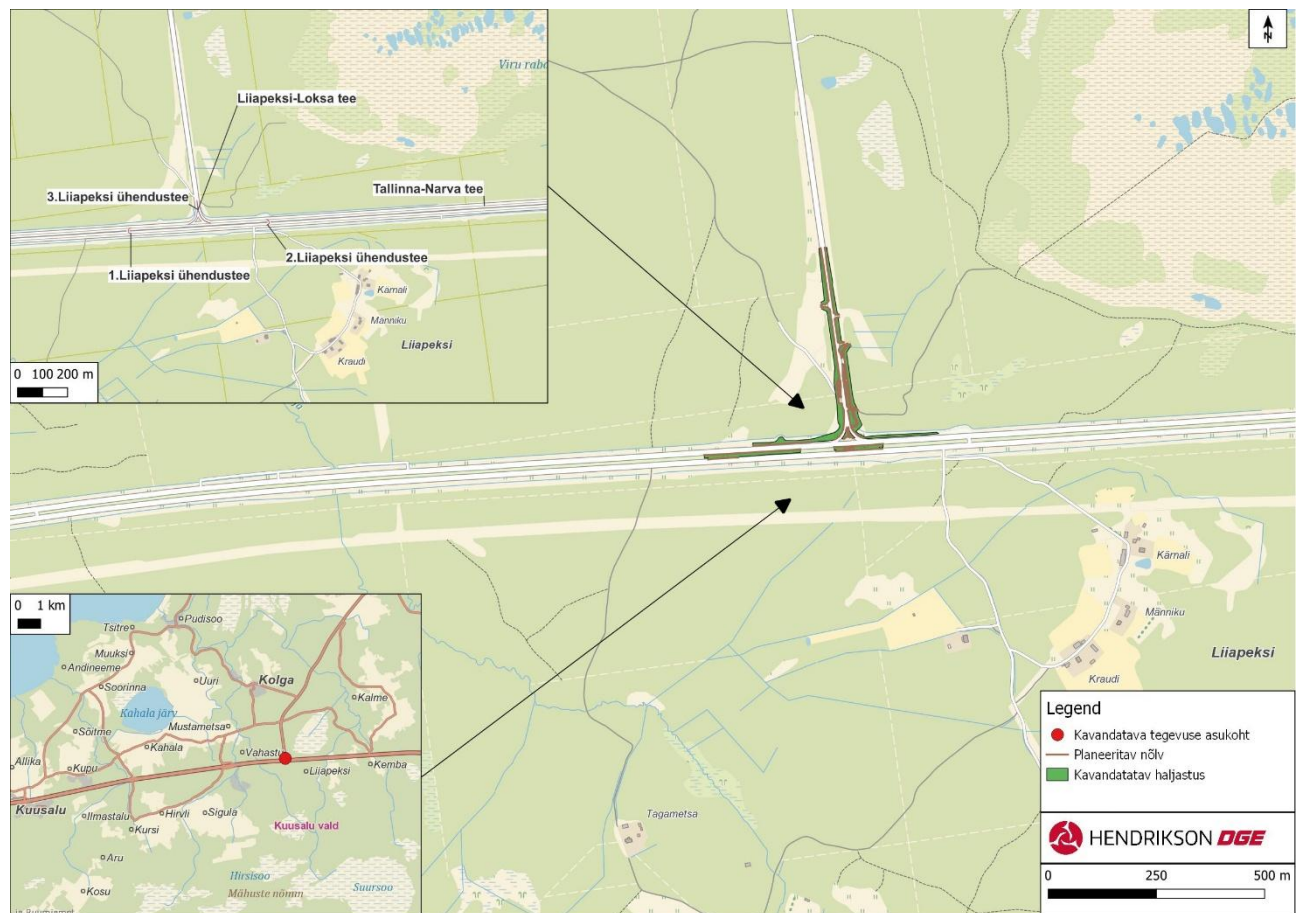 Viru raba
Liiapeksi-Loksa tee
3.Liiapeksi ühendustee
Tallinna-Narva tee
1.Liiapeksi ühendustee
2.Liiapeksi ühendustee
Kärnali
Männiku
Liiapeksi
Kraudi
0 100 200 m
N
Kärnali
Männiku
Liiapeksi
Kraudi
Tagametsa
0 1 km
Pudisoo
Tsitre
Muuksi
Andineeme
Soorinna
Uuri
Kolga
Kalme
Kahala järv
Mustametsa
Sõitme
Kahala
Vahastu
Allika
Kupu
Liiapeksi
Kemba
Kuusalu
Ilmastalu
Hirvli
Sigula
Kursi
Kuusalu vald
Aru
Hirsisoo
Suursoo
Mähuste nõmm
Kosu
Legend
Kavandatava tegevuse asukoht
Planeeritav nõlv
Kavandatatav haljastus
HENDRIKSON DGE
0 250 500 m